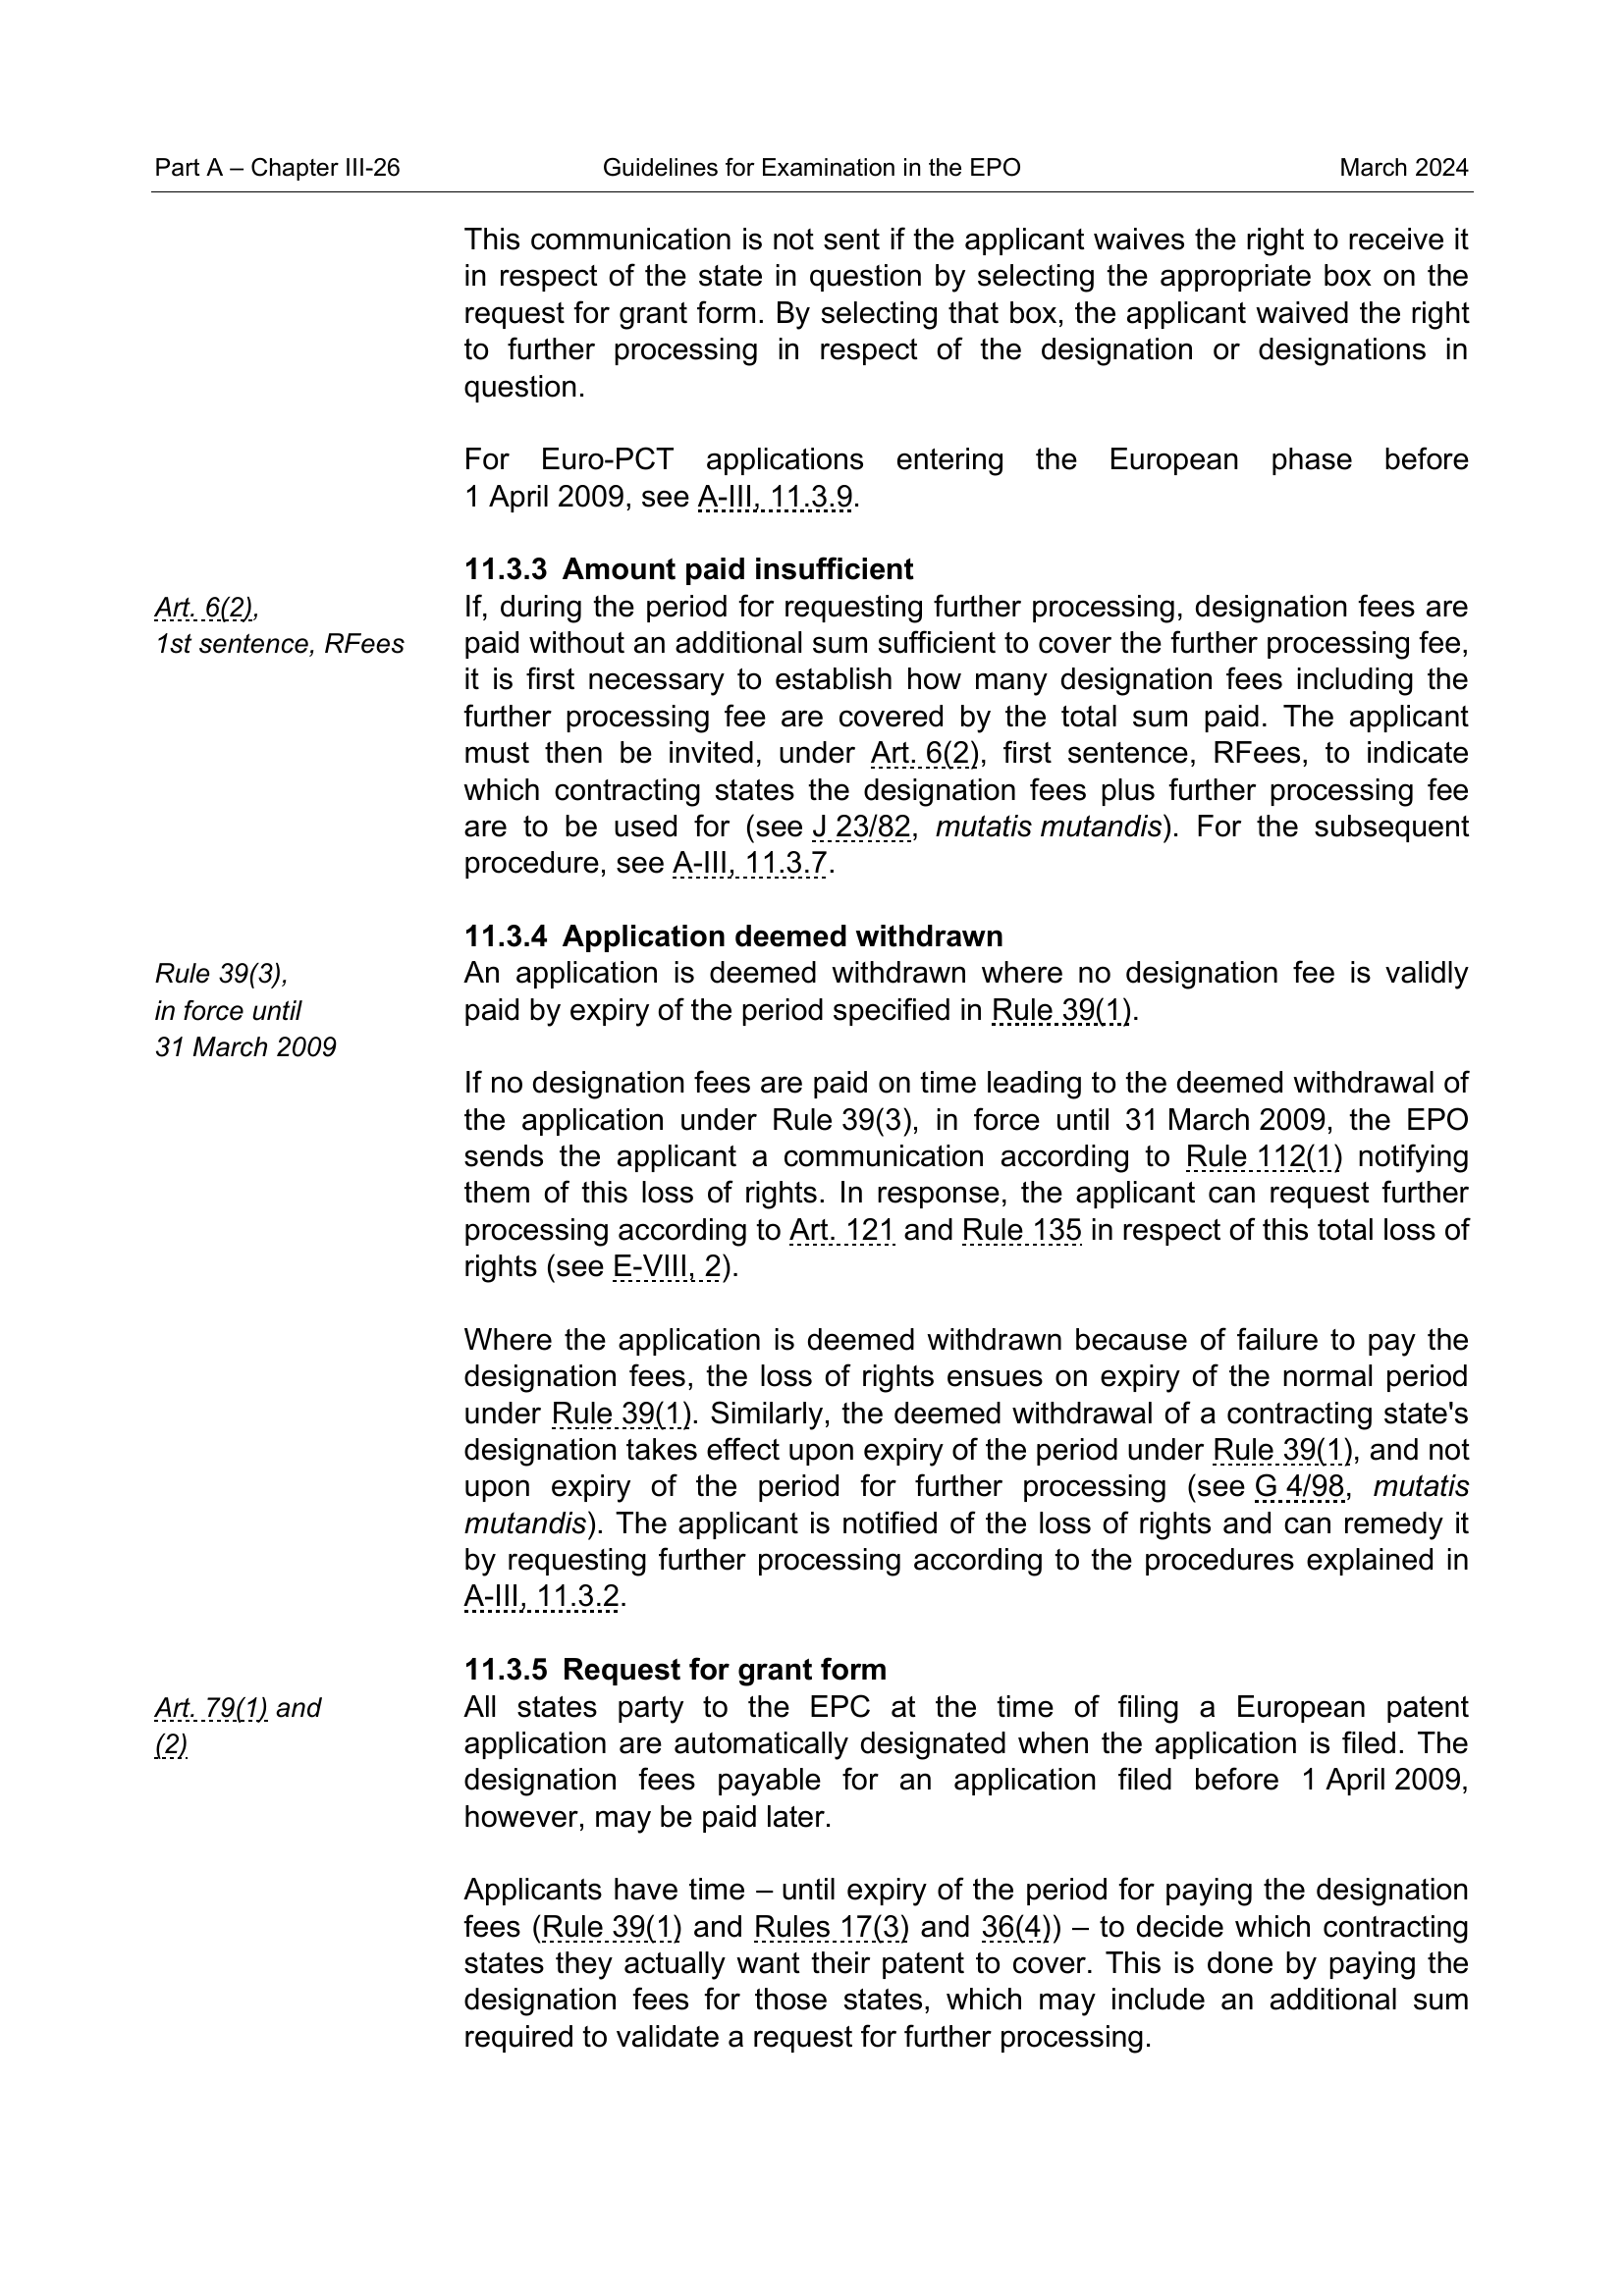 Part A – Chapter III-26 Guidelines for Examination in the EPO March 2024
This communication is not sent if the applicant waives the right to receive it
in respect of the state in question by selecting the appropriate box on the
request for grant form. By selecting that box, the applicant waived the right
to further processing in respect of the designation or designations in
question.
For Euro-PCT applications entering the European phase before
1 April 2009, see A-III, 11.3.9.
11.3.3 Amount paid insufficient
Art. 6(2),
1st sentence, RFees
If, during the period for requesting further processing, designation fees are
paid without an additional sum sufficient to cover the further processing fee,
it is first necessary to establish how many designation fees including the
further processing fee are covered by the total sum paid. The applicant
must then be invited, under Art. 6(2), first sentence, RFees, to indicate
which contracting states the designation fees plus further processing fee
are to be used for (see J 23/82, mutatis mutandis). For the subsequent
procedure, see A-III, 11.3.7.
11.3.4 Application deemed withdrawn
Rule 39(3),
in force until
31 March 2009
An application is deemed withdrawn where no designation fee is validly
paid by expiry of the period specified in Rule 39(1).
If no designation fees are paid on time leading to the deemed withdrawal of
the application under Rule 39(3), in force until 31 March 2009, the EPO
sends the applicant a communication according to Rule 112(1) notifying
them of this loss of rights. In response, the applicant can request further
processing according to Art. 121 and Rule 135 in respect of this total loss of
rights (see E-VIII, 2).
Where the application is deemed withdrawn because of failure to pay the
designation fees, the loss of rights ensues on expiry of the normal period
under Rule 39(1). Similarly, the deemed withdrawal of a contracting state's
designation takes effect upon expiry of the period under Rule 39(1), and not
upon expiry of the period for further processing (see G 4/98, mutatis
mutandis). The applicant is notified of the loss of rights and can remedy it
by requesting further processing according to the procedures explained in
A-III, 11.3.2.
11.3.5 Request for grant form
Art. 79(1) and
(2)
All states party to the EPC at the time of filing a European patent
application are automatically designated when the application is filed. The
designation fees payable for an application filed before 1 April 2009,
however, may be paid later.
Applicants have time – until expiry of the period for paying the designation
fees (Rule 39(1) and Rules 17(3) and 36(4)) – to decide which contracting
states they actually want their patent to cover. This is done by paying the
designation fees for those states, which may include an additional sum
required to validate a request for further processing.